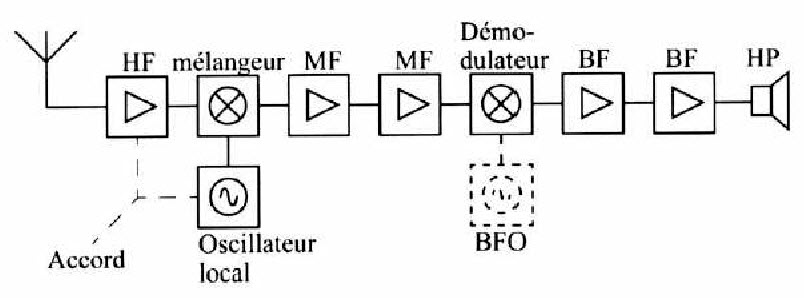 HF
mélangeur
MF
MF
Démo-
dulateur
BF
BF
HP
Accord
Oscillateur
local
BFO